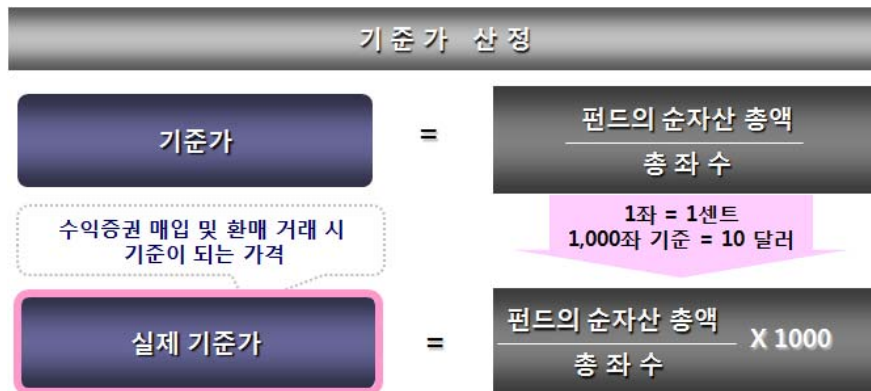 기준가 산정
기준가
=
펀드의 순자산 총액
총 좌 수
수익증권 매입 및 환매 거래 시
기준이 되는 가격
1좌 = 1센트
1,000좌 기준 = 10 달러
실제 기준가
=
펀드의 순자산 총액
총 좌 수
X 1000